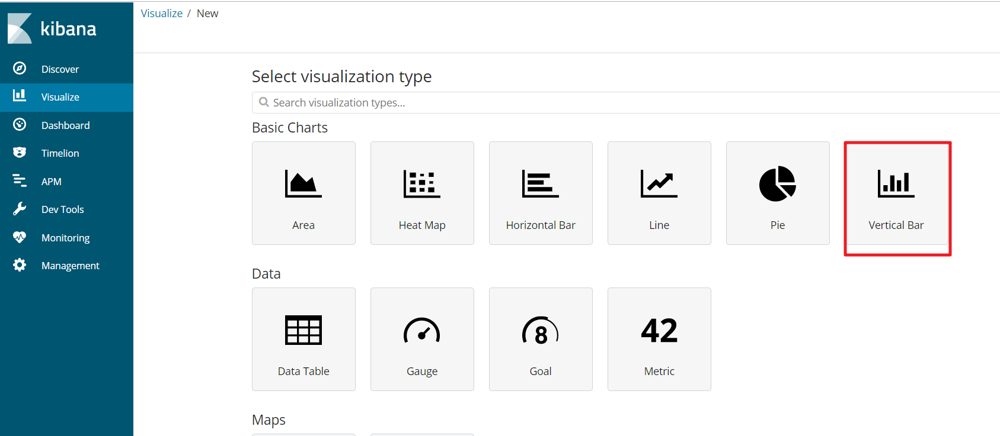 kibana
Discover
Visualize
Dashboard
Timelion
APM
Dev Tools
Monitoring
Management
Visualize / New
Select visualization type
Search visualization types...
Basic Charts
Area
Heat Map
Horizontal Bar
Line
Pie
Vertical Bar
Data
8
42
Data Table
Gauge
Goal
Metric
Maps